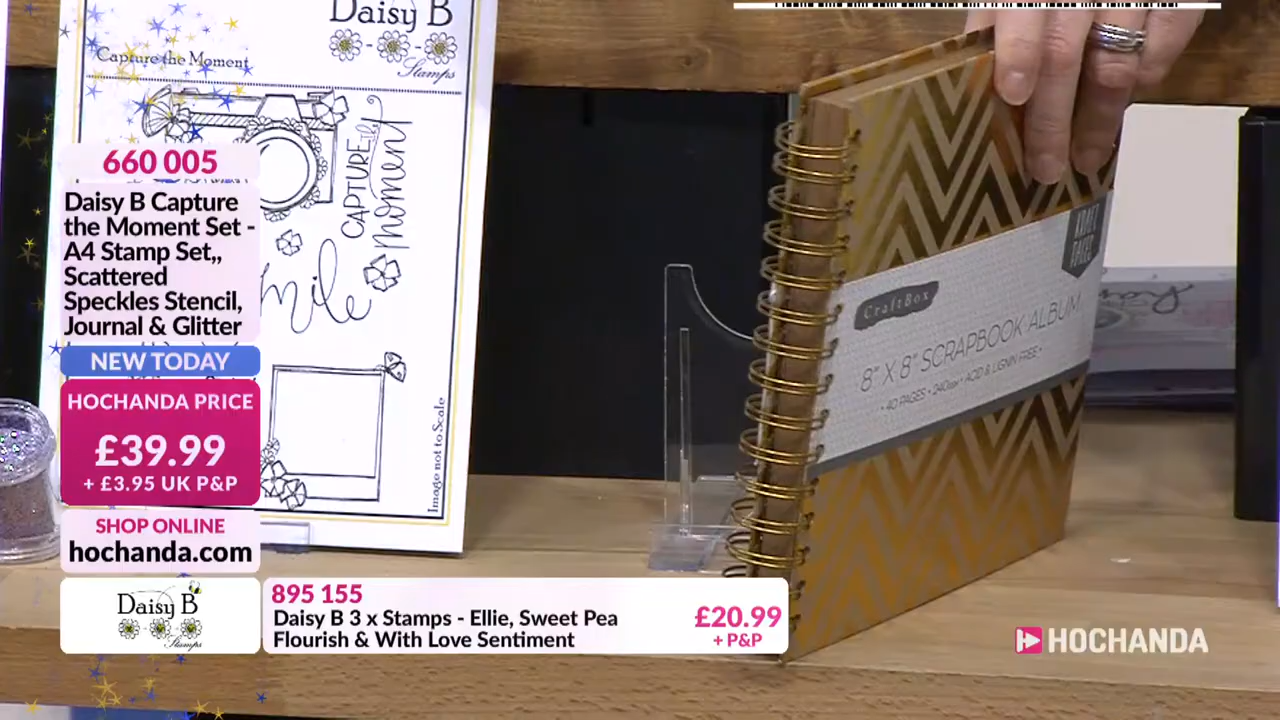 Daisy B
Stamps
Capture the Moment
CAPTURE the
moment
Smile
Image not to Scale
660 005
Daisy B Capture
the Moment Set -
A4 Stamp Set,,
Scattered
Speckles Stencil,
Journal & Glitter
NEW TODAY
HOCHANDA PRICE
£39.99
+ £3.95 UK P&P
SHOP ONLINE
hochanda.com
Daisy B
Stamps
895 155
Daisy B 3 x Stamps - Ellie, Sweet Pea
Flourish & With Love Sentiment
£20.99
+ P&P
KRAFT
PAGES
CraftBox
8" X 8" SCRAPBOOK ALBUM
• 40 PAGES • 240gsm • ACID & LIGNIN FREE •
HOCHANDA